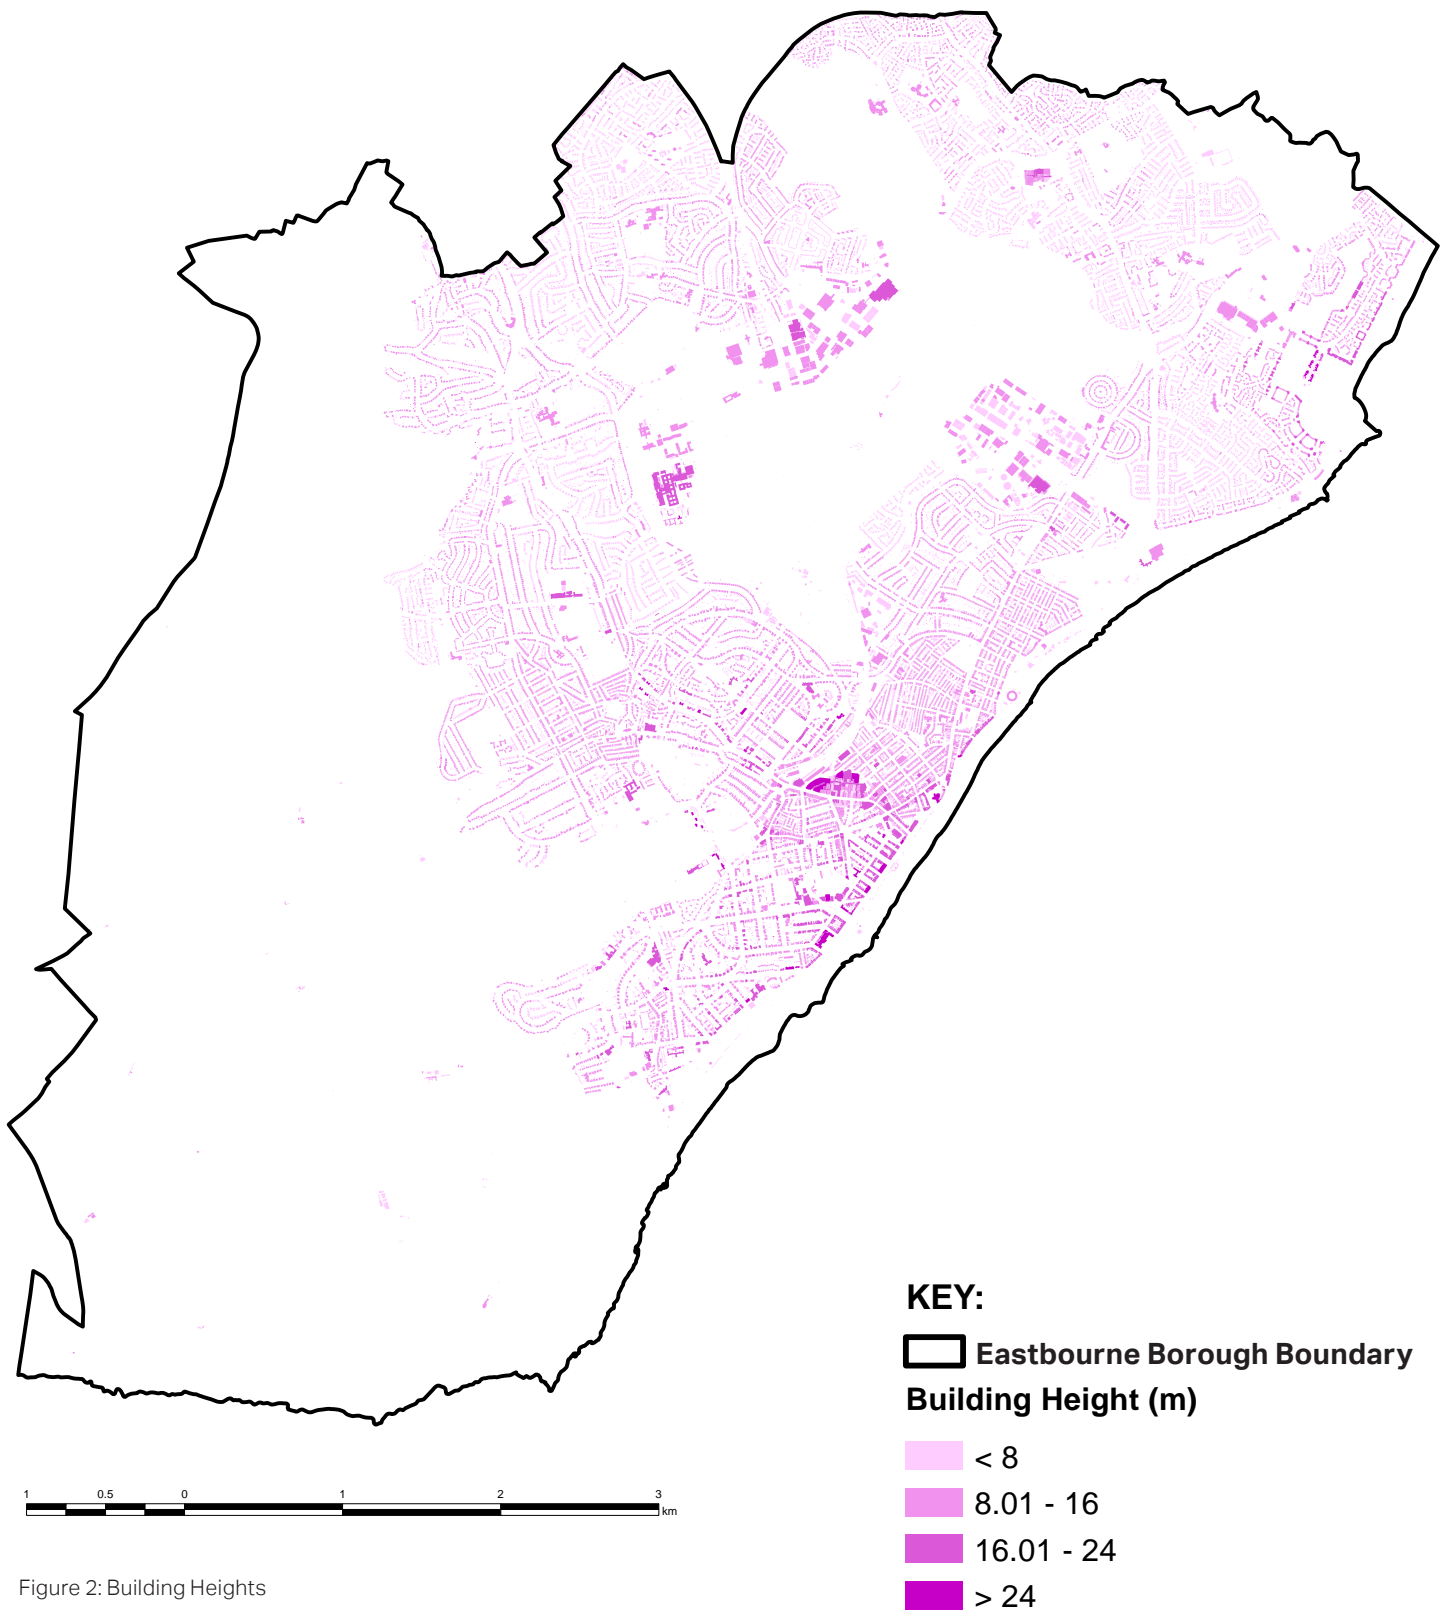 KEY:
Eastbourne Borough Boundary
Building Height (m)
< 8
8.01 - 16
16.01 - 24
> 24
1 0.5 0 1 2 3
km
Figure 2: Building Heights